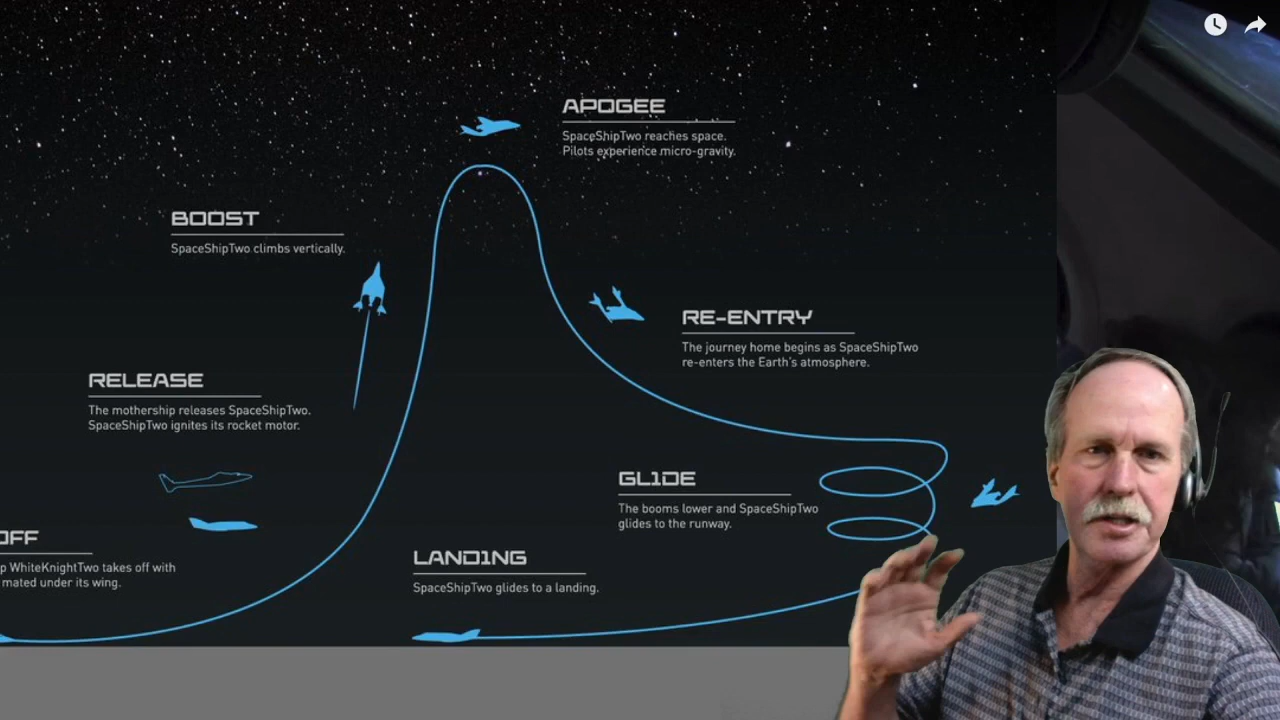 APOGEE
SpaceShipTwo reaches space.
Pilots experience micro-gravity.
BOOST
SpaceShipTwo climbs vertically.
RE-ENTRY
The journey home begins as SpaceShipTwo
re-enters the Earth's atmosphere.
RELEASE
The mothership releases SpaceShipTwo.
SpaceShipTwo ignites its rocket motor.
GLIDE
The booms lower and SpaceShipTwo
glides to the runway.
OFF
p WhiteKnightTwo takes off with
mated under its wing.
LANDING
SpaceShipTwo glides to a landing.